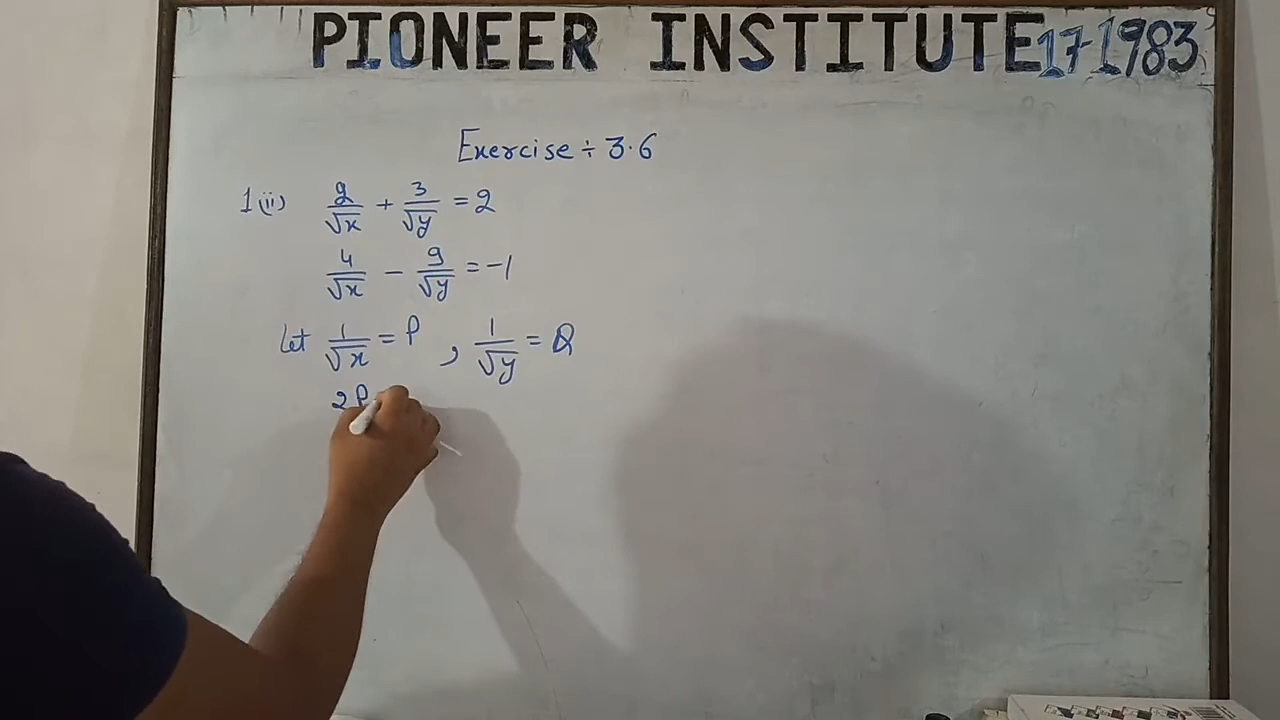 PIONEER INSTITUTE 17-1983
Exercise ÷ 3.6
1(ii) 2/√x + 3/√y = 2
4/√x - 9/√y = -1
Let 1/√x = P , 1/√y = Q
2P